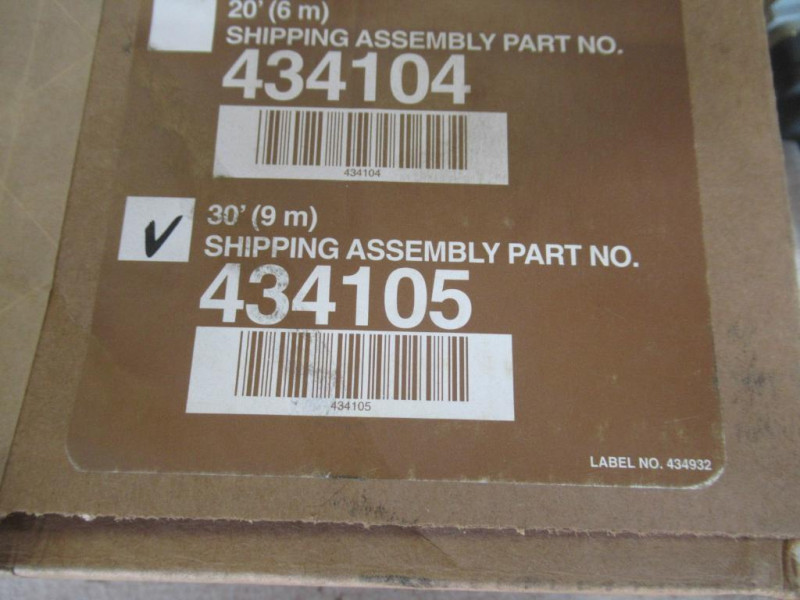 20' (6 m)
SHIPPING ASSEMBLY PART NO.
434104
434104
30' (9 m)
SHIPPING ASSEMBLY PART NO.
434105
434105
LABEL NO. 434932